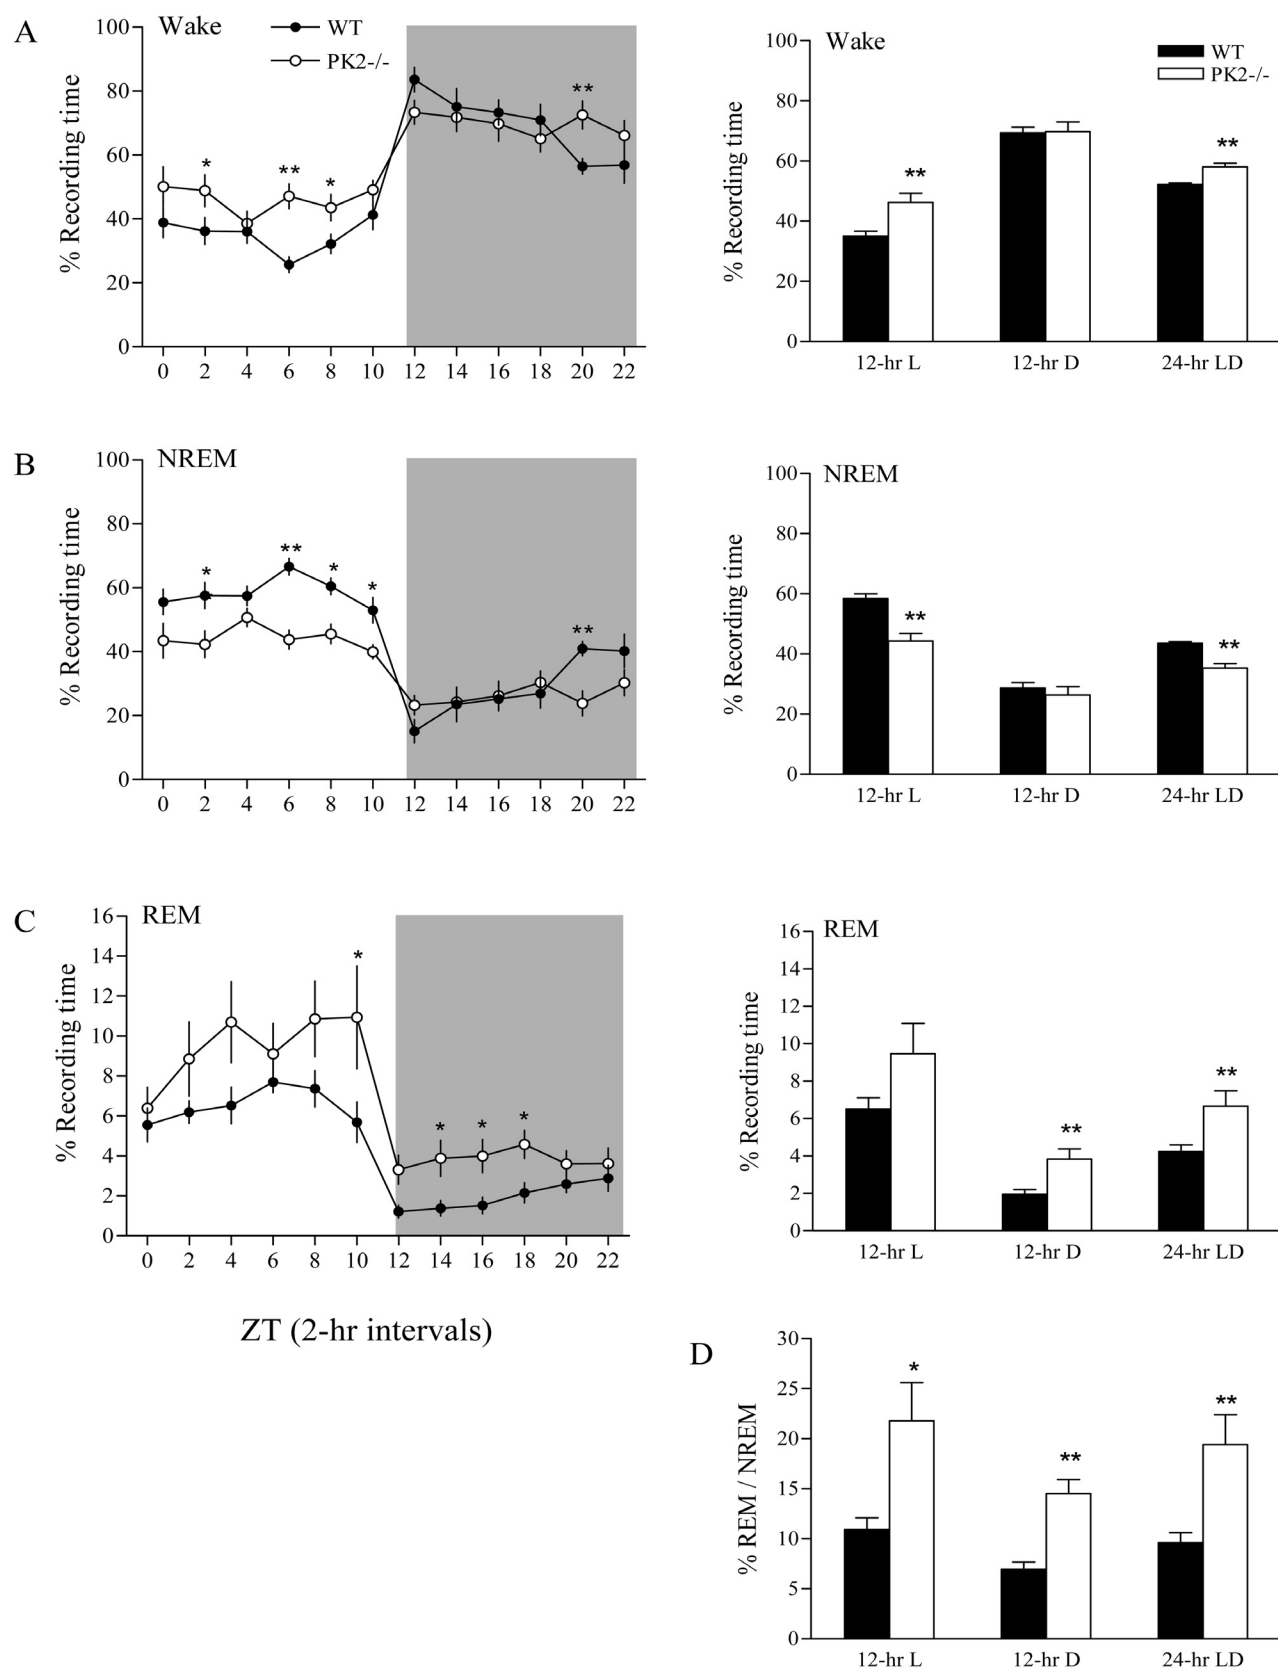 A
Wake
WT
PK2-/-
% Recording time
100
80
60
40
20
0
*
**
*
**
0 2 4 6 8 10 12 14 16 18 20 22
Wake
WT
PK2-/-
% Recording time
100
80
60
40
20
0
**
**
12-hr L 12-hr D 24-hr LD
B
NREM
% Recording time
100
80
60
40
20
0
*
**
*
*
**
0 2 4 6 8 10 12 14 16 18 20 22
NREM
% Recording time
100
80
60
40
20
0
**
**
12-hr L 12-hr D 24-hr LD
C
REM
% Recording time
16
14
12
10
8
6
4
2
0
*
*
*
*
0 2 4 6 8 10 12 14 16 18 20 22
ZT (2-hr intervals)
REM
% Recording time
16
14
12
10
8
6
4
2
0
**
**
12-hr L 12-hr D 24-hr LD
D
% REM / NREM
30
25
20
15
10
5
0
*
**
**
12-hr L 12-hr D 24-hr LD